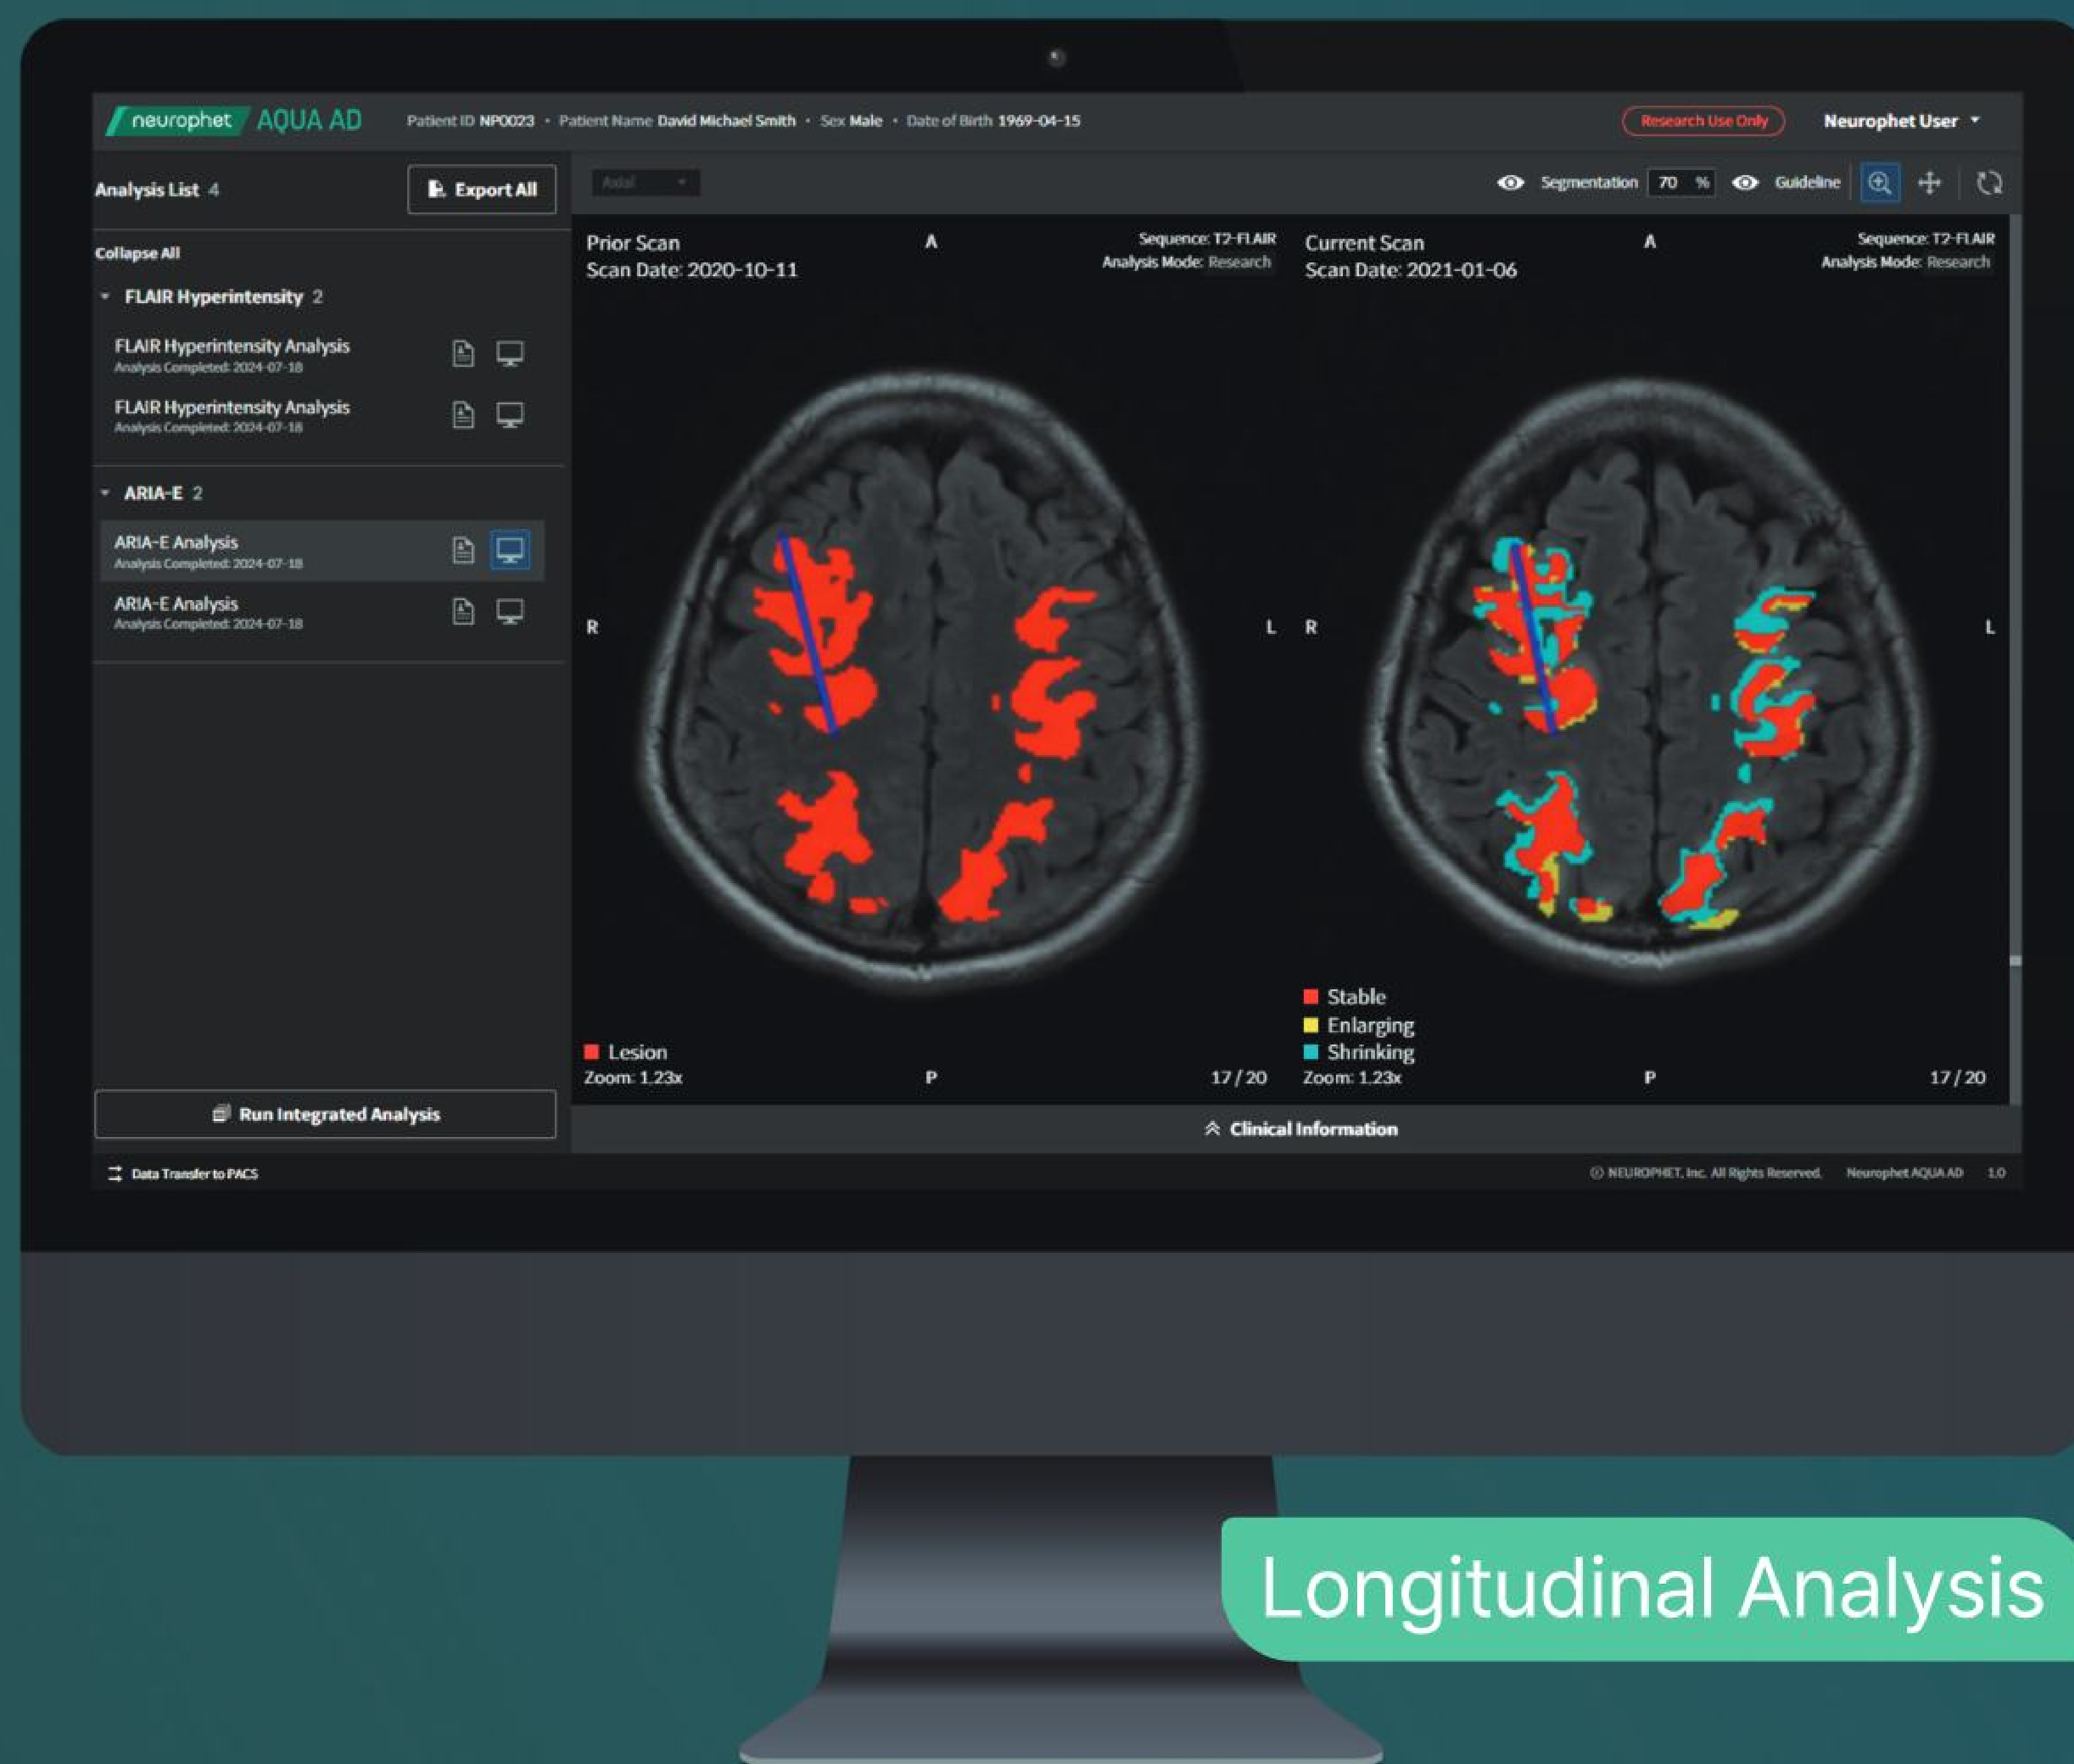 neurophet AQUA AD
Patient ID NP0023 • Patient Name David Michael Smith • Sex Male • Date of Birth 1969-04-15
Research Use Only
Neurophet User
Analysis List 4
Export All
Axial
Segmentation 70 %
Guideline
Collapse All
FLAIR Hyperintensity 2
FLAIR Hyperintensity Analysis
Analysis Completed: 2024-07-18
FLAIR Hyperintensity Analysis
Analysis Completed: 2024-07-18
ARIA-E 2
ARIA-E Analysis
Analysis Completed: 2024-07-18
ARIA-E Analysis
Analysis Completed: 2024-07-18
Run Integrated Analysis
Prior Scan
Scan Date: 2020-10-11
A
Sequence: T2-FLAIR
Analysis Mode: Research
R
L
Lesion
Zoom: 1.23x
P
17 / 20
Current Scan
Scan Date: 2021-01-06
A
Sequence: T2-FLAIR
Analysis Mode: Research
R
L
Stable
Enlarging
Shrinking
Zoom: 1.23x
P
17 / 20
Clinical Information
Data Transfer to PACS
© NEUROPHET, Inc. All Rights Reserved. Neurophet AQUA AD 1.0
Longitudinal Analysis